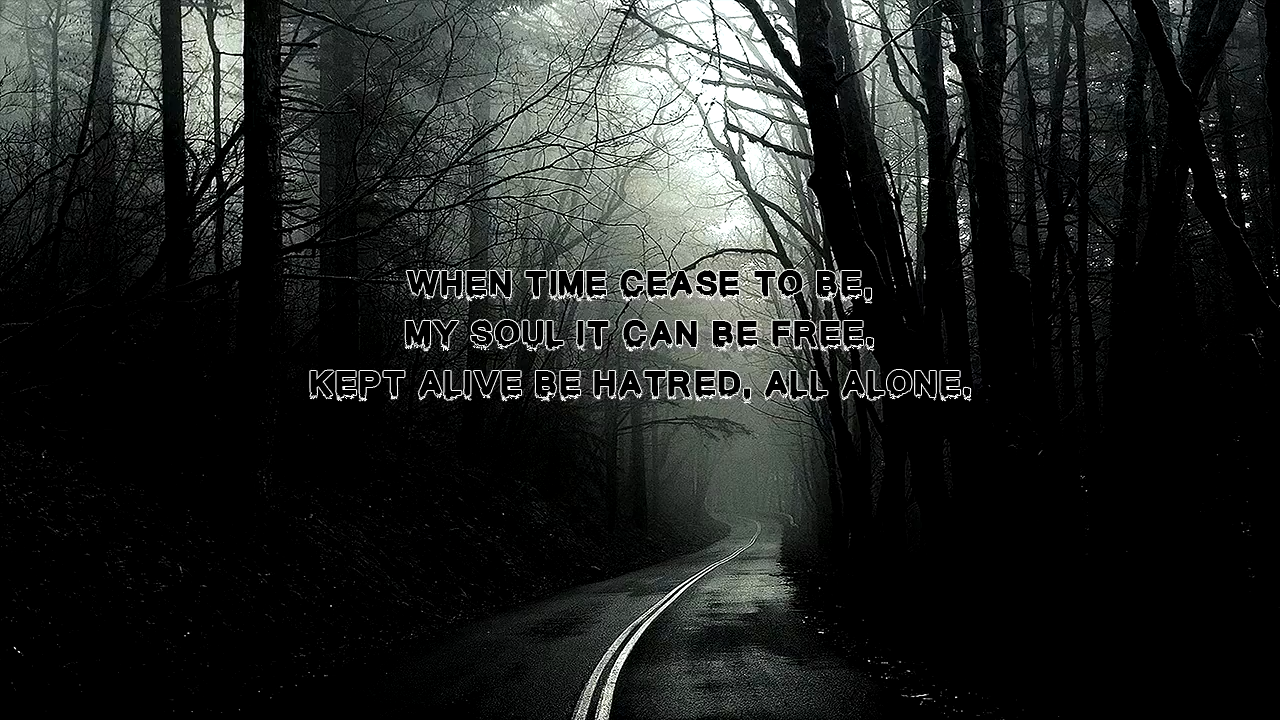 WHEN TIME CEASE TO BE,
MY SOUL IT CAN BE FREE.
KEPT ALIVE BE HATRED, ALL ALONE.